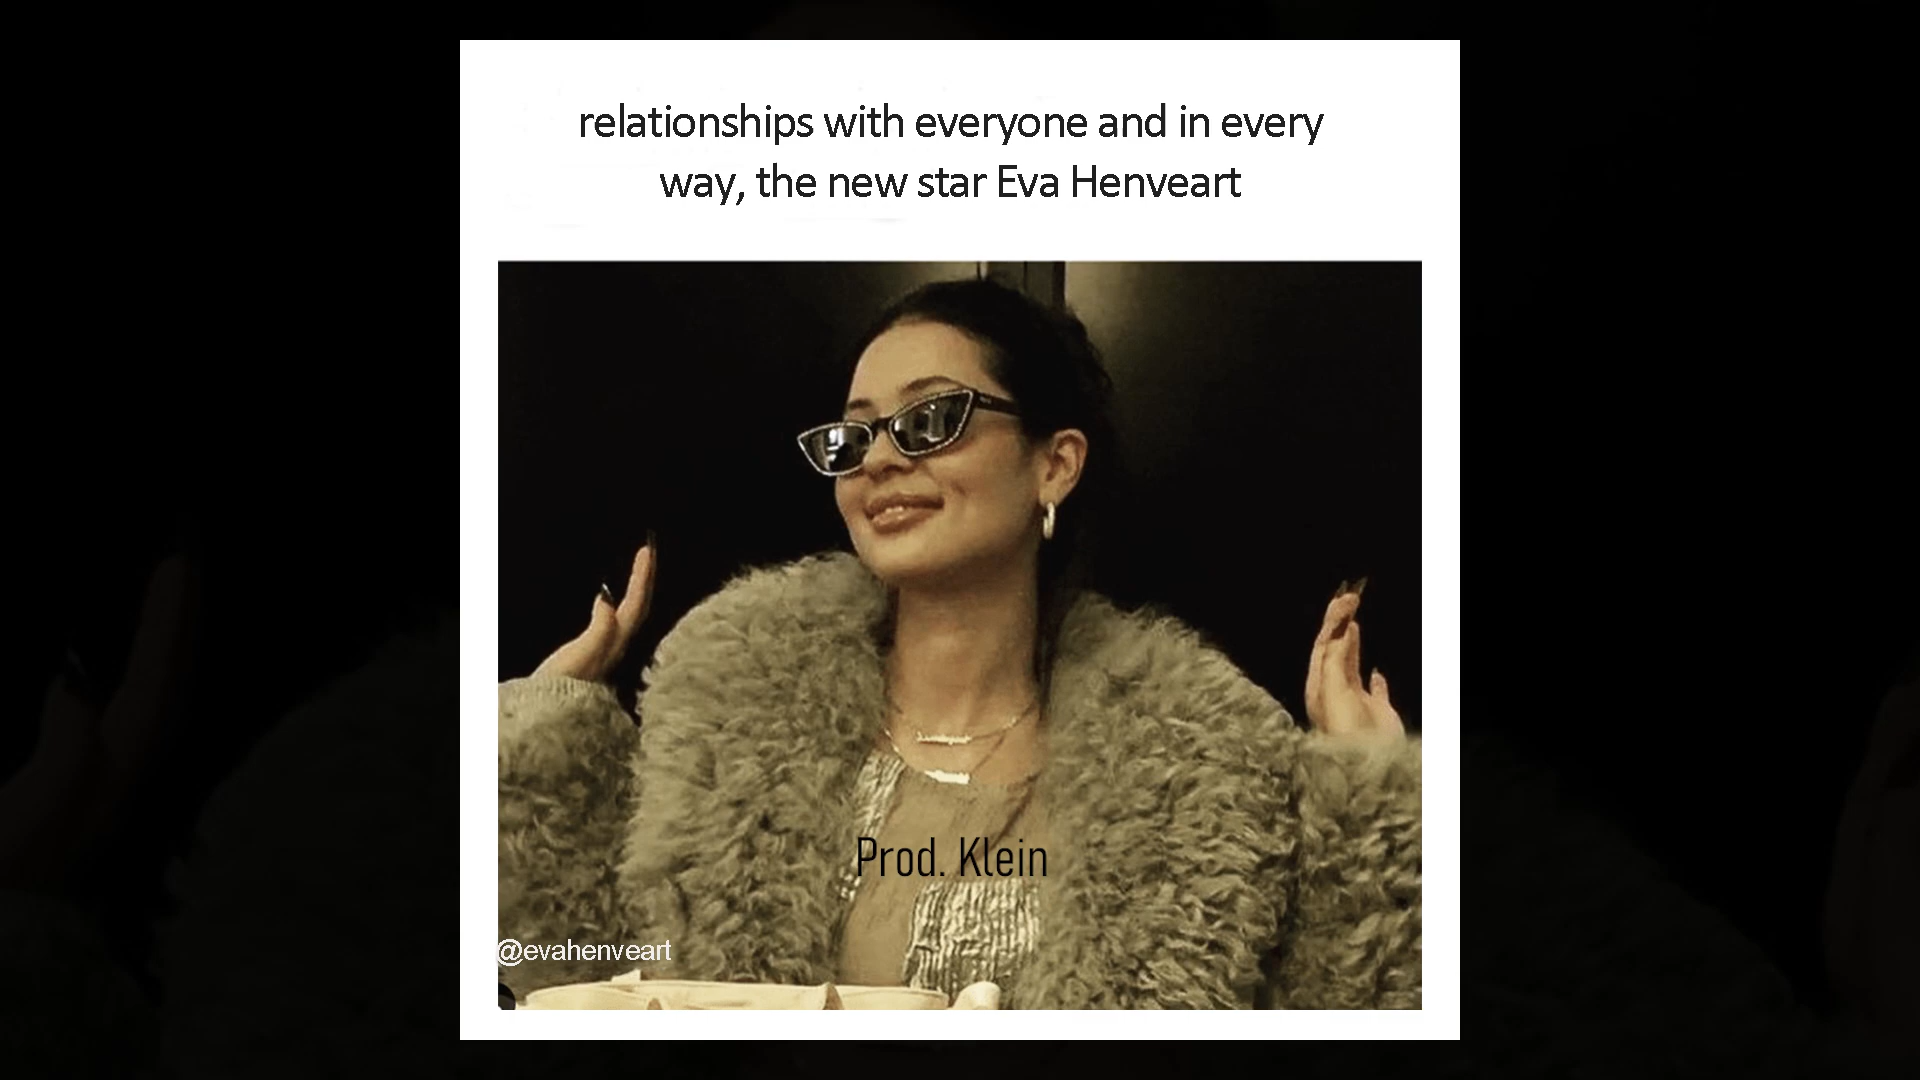 relationships with everyone and in every
way, the new star Eva Henveart
Prod. Klein
@evahenveart